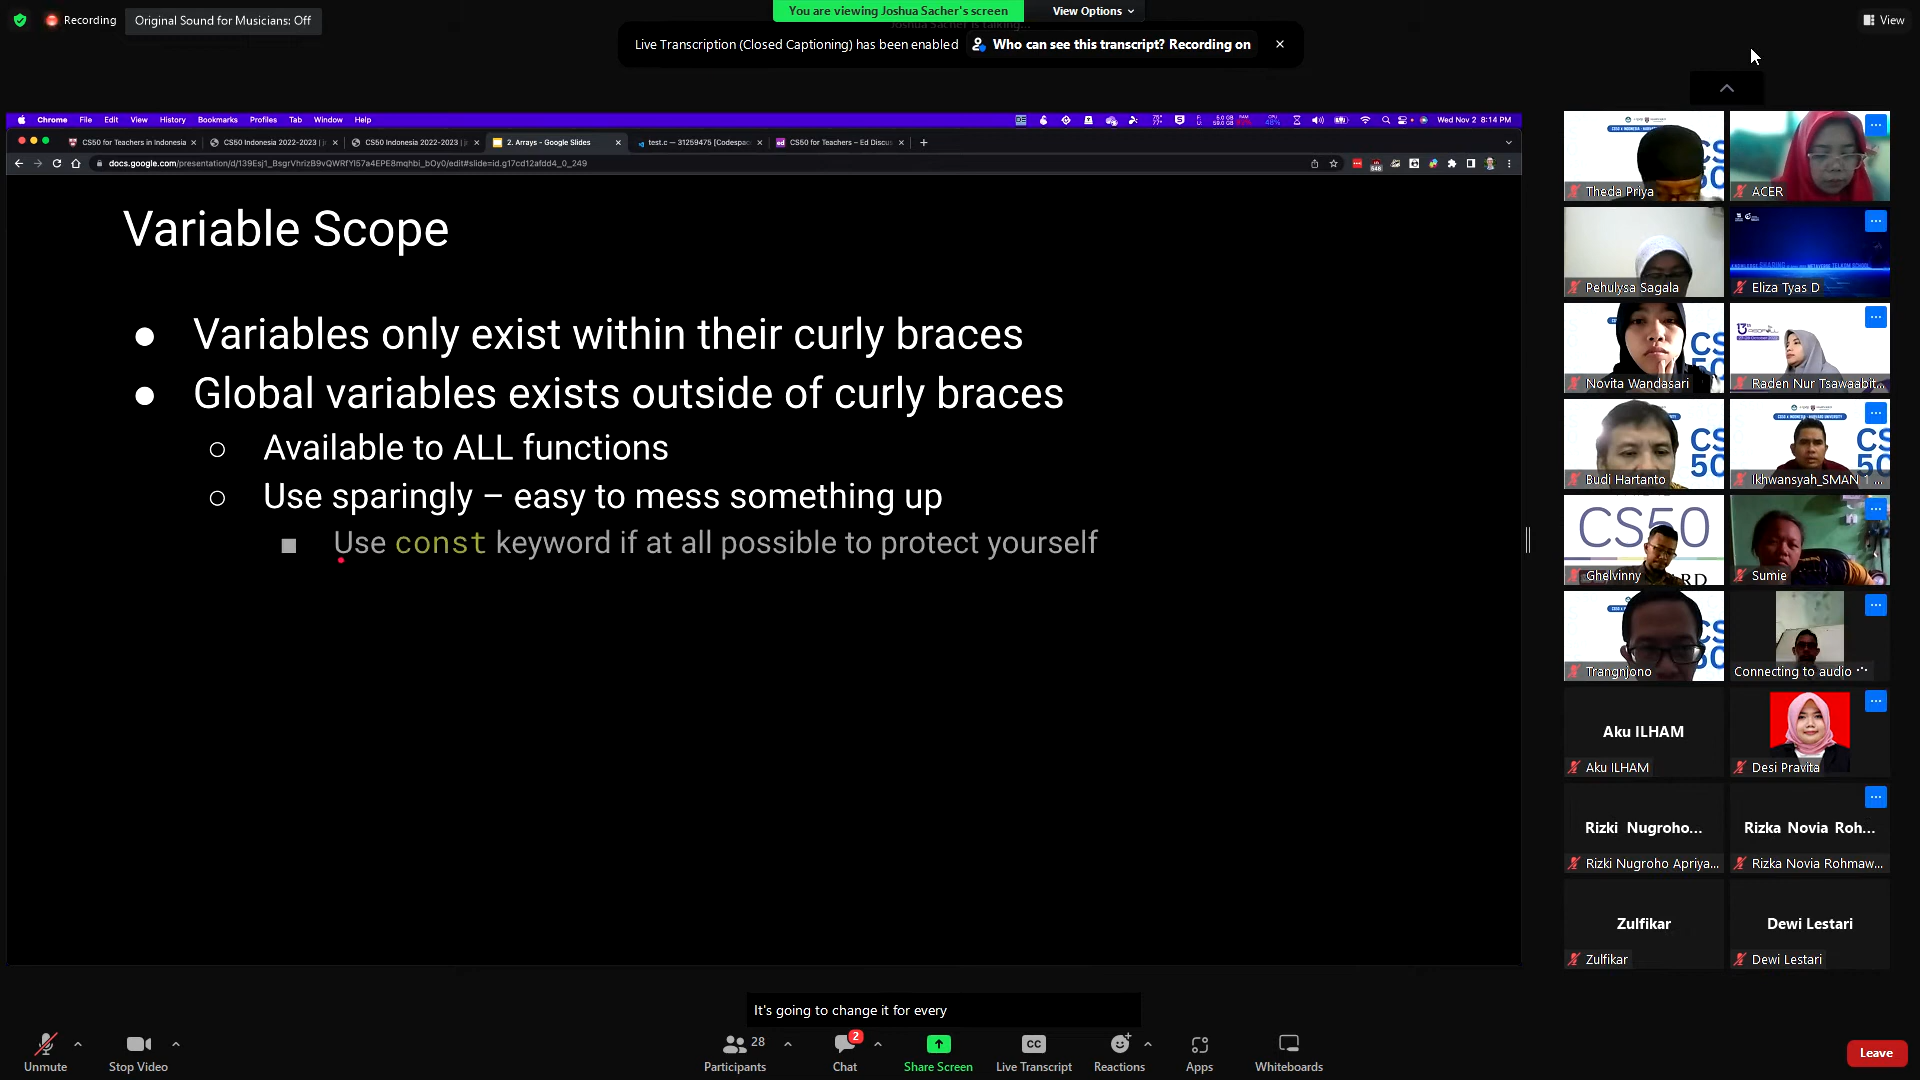 Recording
Original Sound for Musicians: Off
You are viewing Joshua Sacher's screen
View Options
View
Live Transcription (Closed Captioning) has been enabled
Who can see this transcript? Recording on
Chrome File Edit View History Bookmarks Profiles Tab Window Help
Wed Nov 2 8:14 PM
CS50 for Teachers in Indonesia
CS50 Indonesia 2022-2023 |
CS50 Indonesia 2022-2023 |
2. Arrays - Google Slides
test.c — 31259475 [Codespac
CS50 for Teachers – Ed Discus
Variable Scope
● Variables only exist within their curly braces
● Global variables exists outside of curly braces
○ Available to ALL functions
○ Use sparingly – easy to mess something up
■ Use const keyword if at all possible to protect yourself
Theda Priya
ACER
Pehulysa Sagala
Eliza Tyas D
Novita Wandasari
Raden Nur Tsawaabit...
Budi Hartanto
Ikhwansyah_SMAN 1 ...
CS50
Ghelvinny
Sumie
Trangnjono
Connecting to audio
Aku ILHAM
Aku ILHAM
Desi Pravita
Rizki Nugroho...
Rizki Nugroho Apriya...
Rizka Novia Roh...
Rizka Novia Rohmaw...
Zulfikar
Zulfikar
Dewi Lestari
Dewi Lestari
It's going to change it for every
Unmute
Stop Video
28
Participants
2
Chat
Share Screen
CC
Live Transcript
Reactions
Apps
Whiteboards
Leave